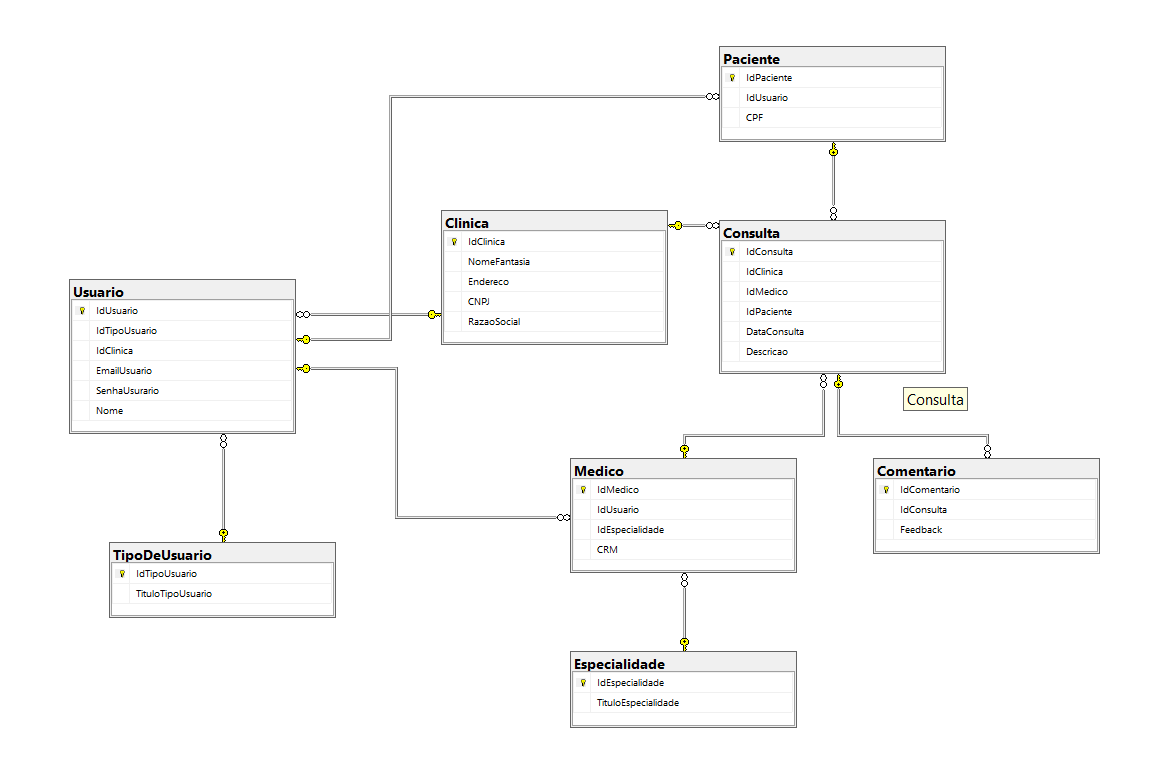 Paciente
IdPaciente
IdUsuario
CPF
Clinica
IdClinica
NomeFantasia
Endereco
CNPJ
RazaoSocial
Consulta
IdConsulta
IdClinica
IdMedico
IdPaciente
DataConsulta
Descricao
Usuario
IdUsuario
IdTipoUsuario
IdClinica
EmailUsuario
SenhaUsurario
Nome
Consulta
Medico
IdMedico
IdUsuario
IdEspecialidade
CRM
Comentario
IdComentario
IdConsulta
Feedback
TipoDeUsuario
IdTipoUsuario
TituloTipoUsuario
Especialidade
IdEspecialidade
TituloEspecialidade